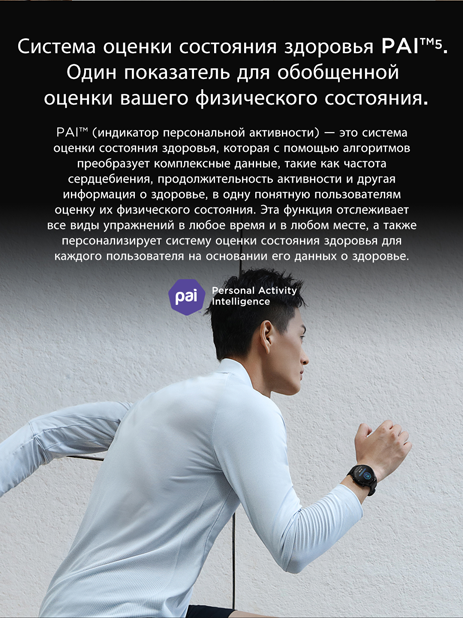 Система оценки состояния здоровья PAI™⁵.
Один показатель для обобщенной
оценки вашего физического состояния.
PAI™ (индикатор персональной активности) — это система
оценки состояния здоровья, которая с помощью алгоритмов
преобразует комплексные данные, такие как частота
сердцебиения, продолжительность активности и другая
информация о здоровье, в одну понятную пользователям
оценку их физического состояния. Эта функция отслеживает
все виды упражнений в любое время и в любом месте, а также
персонализирует систему оценки состояния здоровья для
каждого пользователя на основании его данных о здоровье.
pai Personal Activity
Intelligence